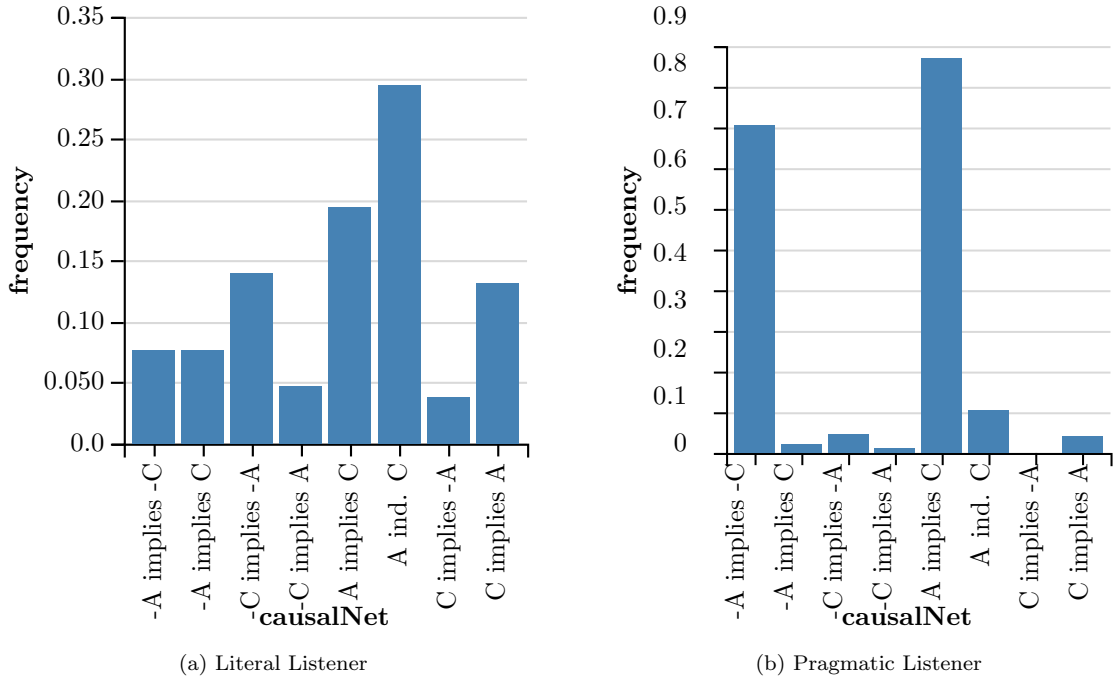 0.35
0.30
0.25
0.20
0.15
0.10
0.050
0.0
frequency
-A implies -C
-A implies C
-C implies -A
-C implies A
A implies C
A ind. C
C implies -A
C implies A
causalNet
(a) Literal Listener
0.9
0.8
0.7
0.6
0.5
0.4
0.3
0.2
0.1
0
frequency
-A implies -C
-A implies C
-C implies -A
-C implies A
A implies C
A ind. C
C implies -A
C implies A
causalNet
(b) Pragmatic Listener